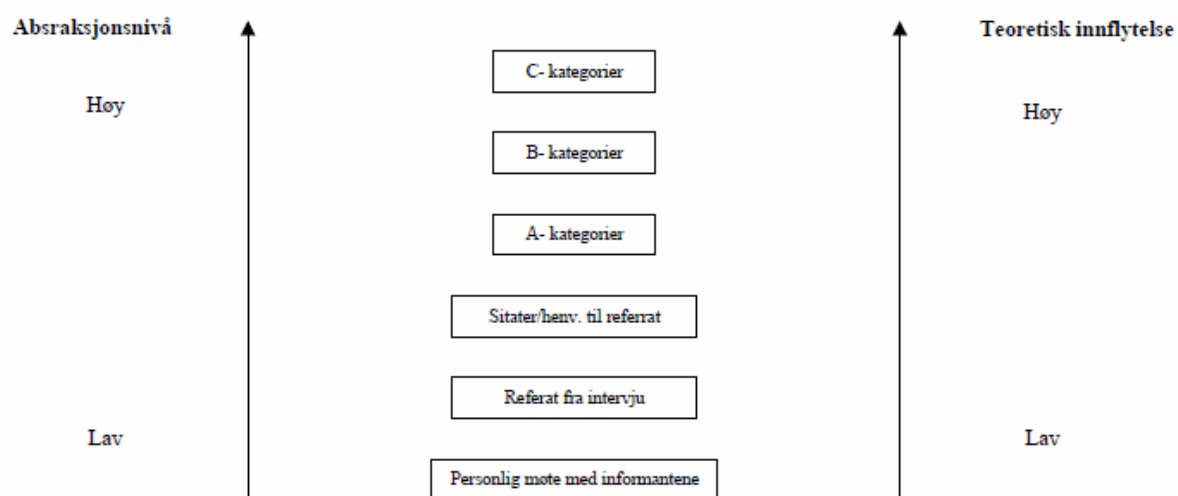 Absraksjonsnivå
Teoretisk innflytelse
C- kategorier
Høy
Høy
B- kategorier
A- kategorier
Sitater/henv. til referrat
Referat fra intervju
Lav
Lav
Personlig møte med informantene